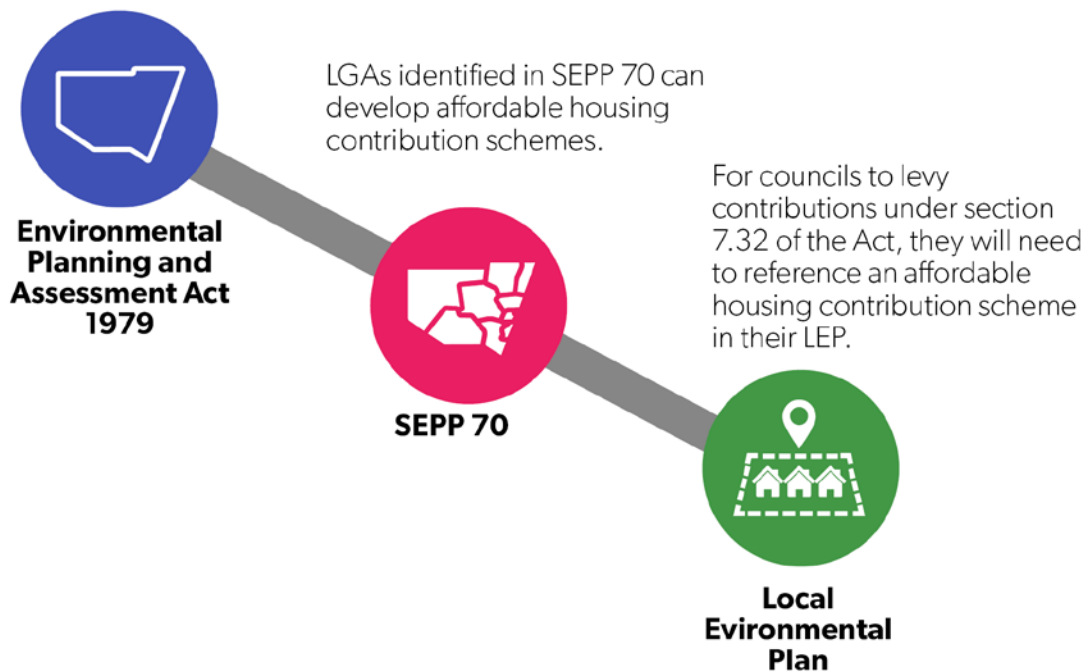 LGAs identified in SEPP 70 can
develop affordable housing
contribution schemes.
For councils to levy
contributions under section
7.32 of the Act, they will need
to reference an affordable
housing contribution scheme
in their LEP.
Environmental
Planning and
Assessment Act
1979
SEPP 70
Local
Evironmental
Plan